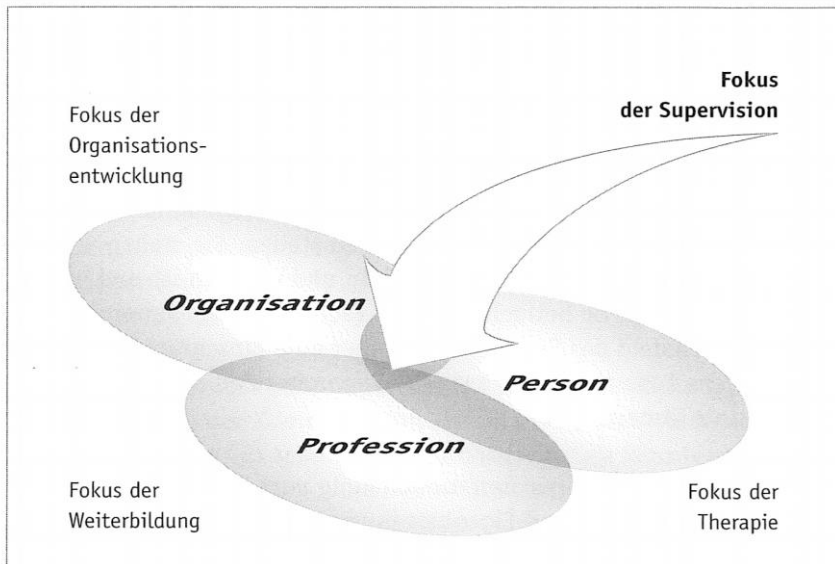 Fokus
der Supervision
Fokus der
Organisations-
entwicklung
Organisation
Person
Profession
Fokus der
Weiterbildung
Fokus der
Therapie